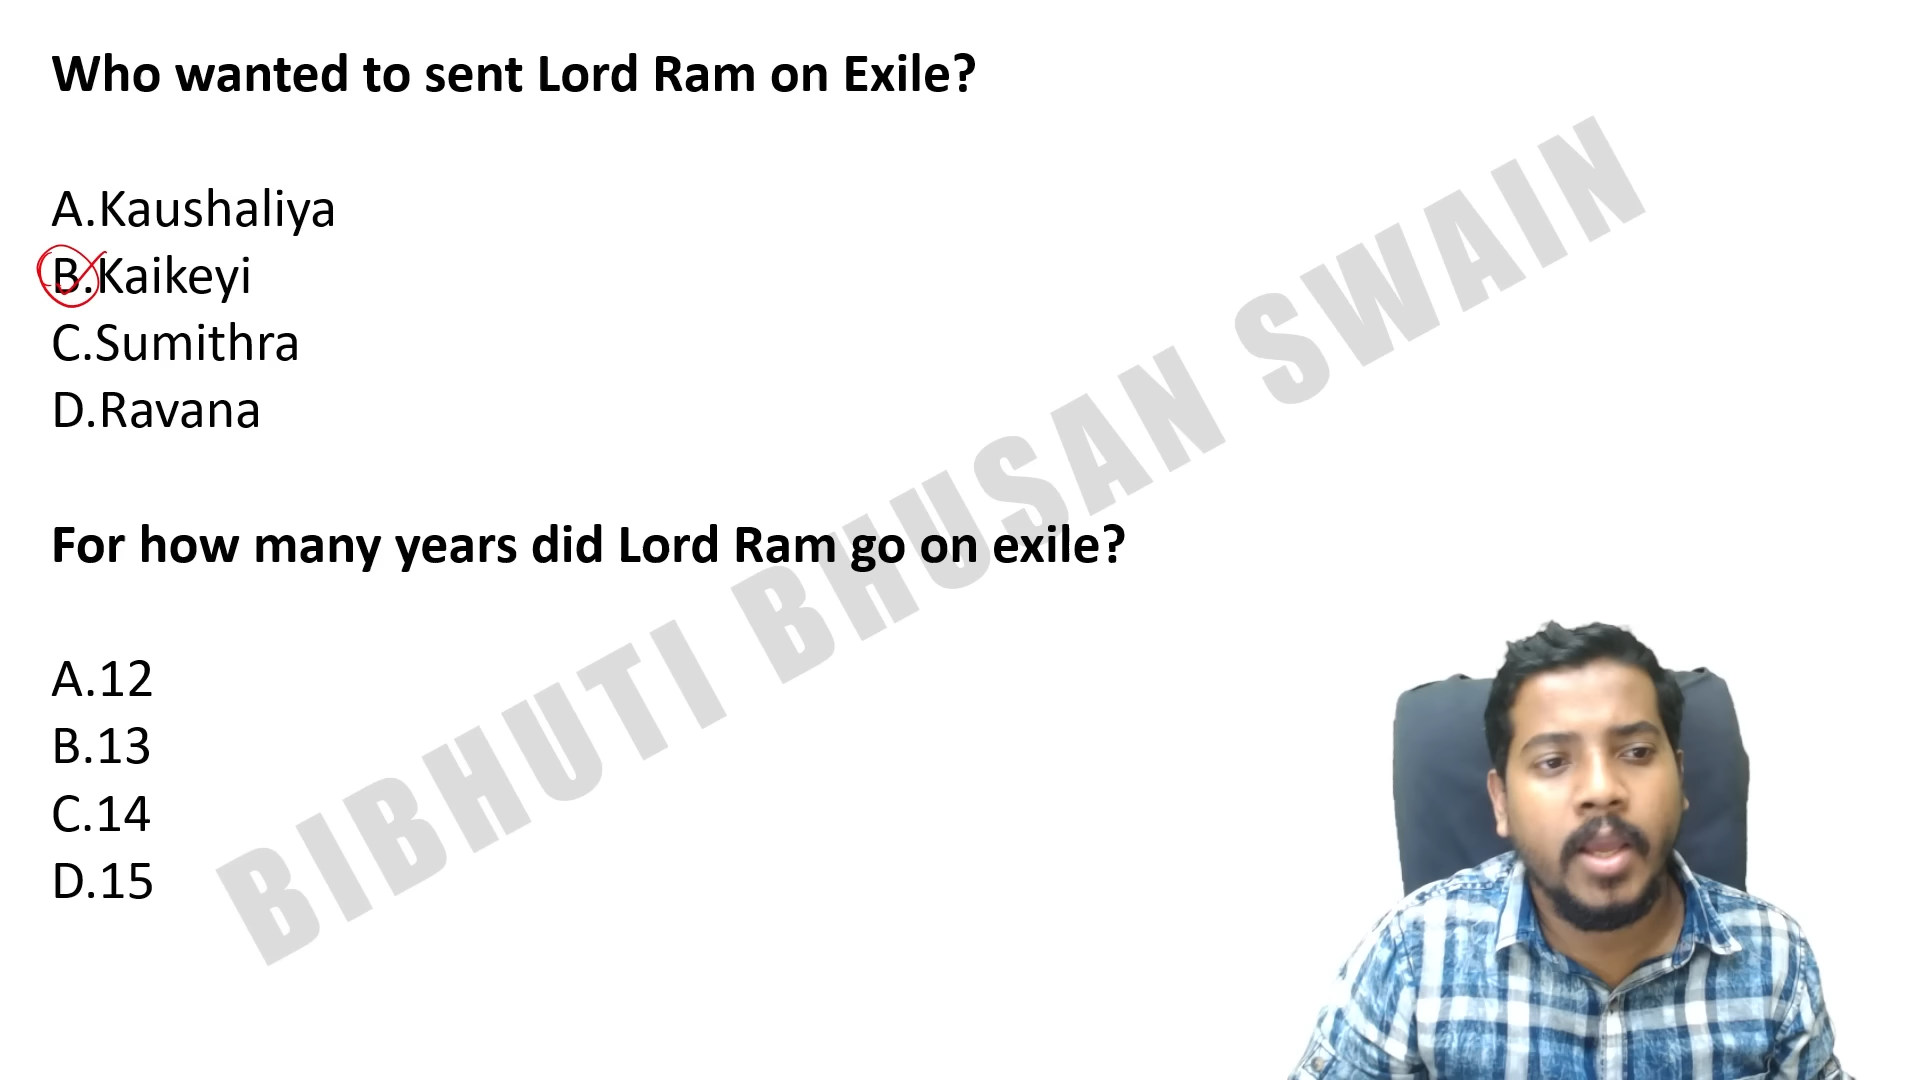 Who wanted to sent Lord Ram on Exile?
A.Kaushaliya
B.Kaikeyi
C.Sumithra
D.Ravana
For how many years did Lord Ram go on exile?
A.12
B.13
C.14
D.15
BIBHUTI BHUSAN SWAIN